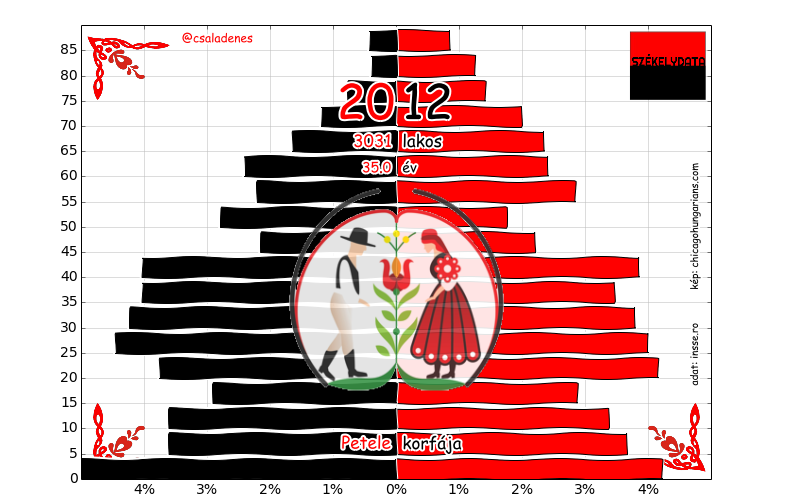 @csaladenes
SZÉKELYDATA
2012
3031 lakos
35.0 év
kép: chicagohungarians.com
adat: insse.ro
Petele korfája
85
80
75
70
65
60
55
50
45
40
35
30
25
20
15
10
5
0
4% 3% 2% 1% 0% 1% 2% 3% 4%